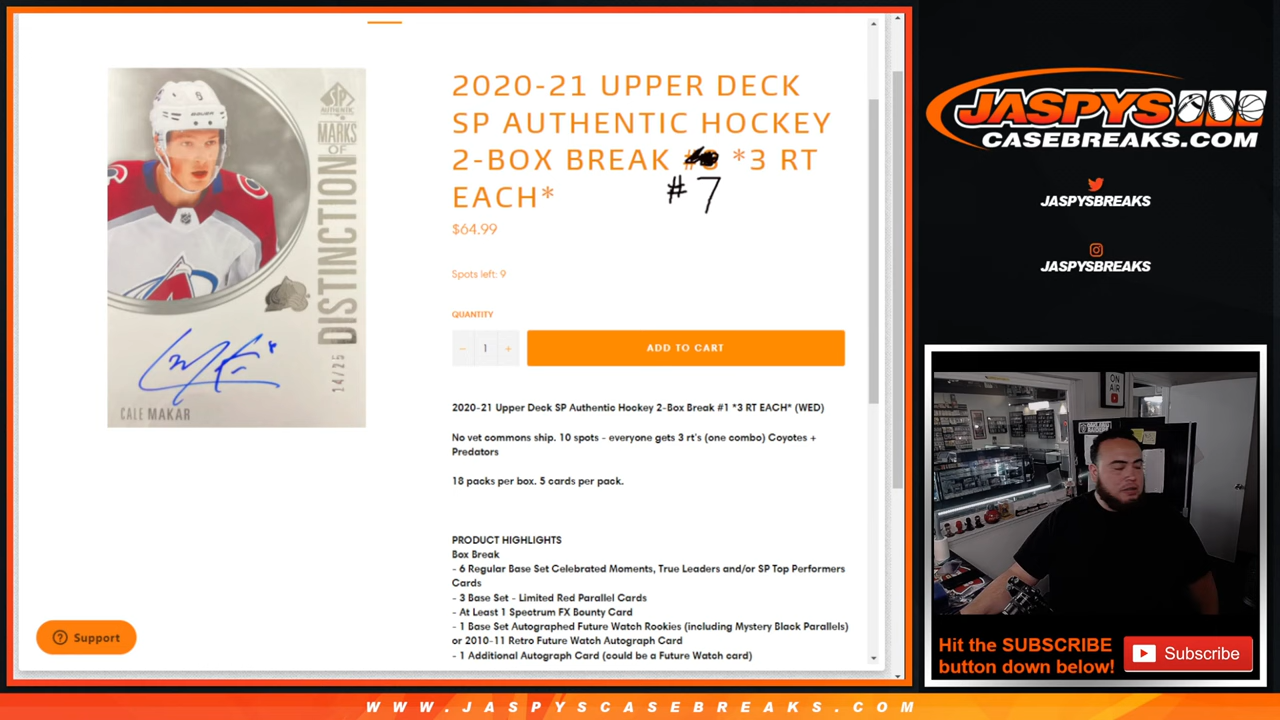 2020-21 UPPER DECK
SP AUTHENTIC HOCKEY
2-BOX BREAK *3 RT
EACH*
#7
$64.99
Spots left: 9
QUANTITY
− 1 +
ADD TO CART
2020-21 Upper Deck SP Authentic Hockey 2-Box Break #1 *3 RT EACH* (WED)
No vet commons ship. 10 spots - everyone gets 3 rt's (one combo) Coyotes +
Predators
18 packs per box. 5 cards per pack.
PRODUCT HIGHLIGHTS
Box Break
- 6 Regular Base Set Celebrated Moments, True Leaders and/or SP Top Performers
Cards
- 3 Base Set - Limited Red Parallel Cards
- At Least 1 Spectrum FX Bounty Card
- 1 Base Set Autographed Future Watch Rookies (including Mystery Black Parallels)
or 2010-11 Retro Future Watch Autograph Card
- 1 Additional Autograph Card (could be a Future Watch card)
SP
AUTHENTIC
MARKS
OF
DISTINCTION
14/25
CALE MAKAR
Support
JASPYS
CASEBREAKS.COM
JASPYSBREAKS
JASPYSBREAKS
ON
AIR
Hit the SUBSCRIBE
button down below!
Subscribe
WWW.JASPYSCASEBREAKS.COM